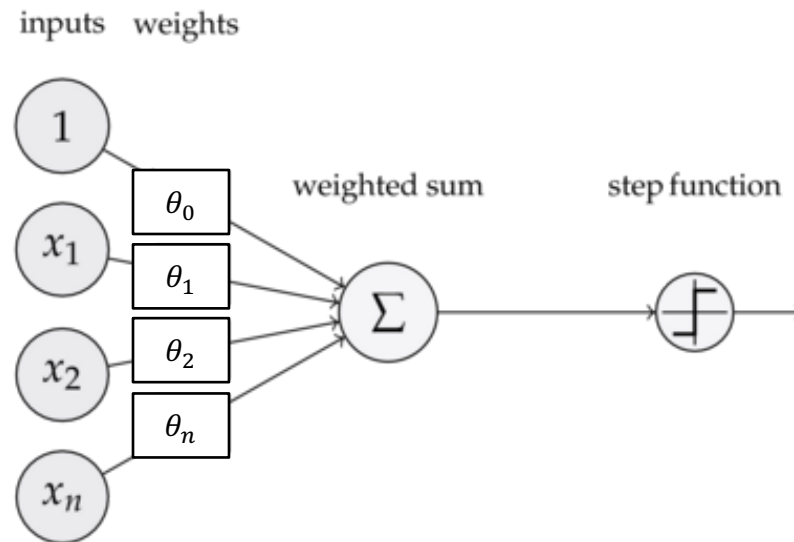 inputs weights
1
θ₀
weighted sum
step function
x₁
θ₁
Σ
θ₂
x₂
θₙ
xₙ